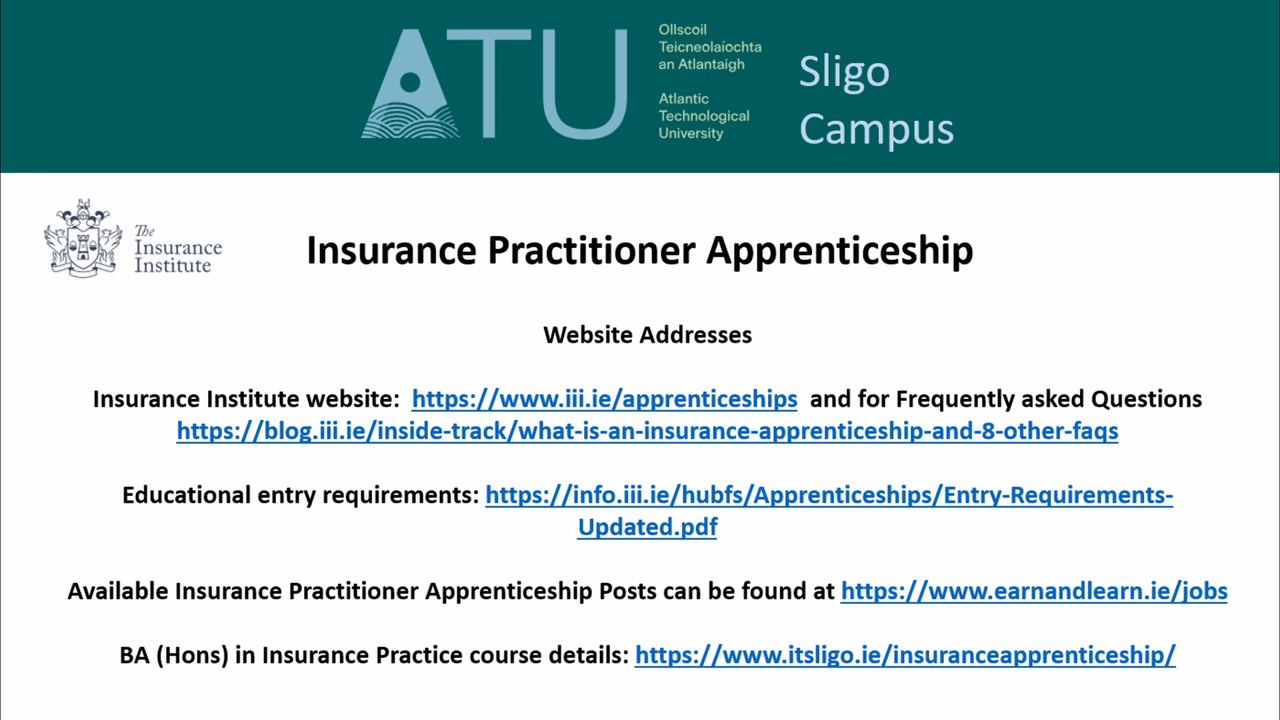 ATU
Ollscoil
Teicneolaíochta
an Atlantaigh
Atlantic
Technological
University
Sligo
Campus
The
Insurance
Institute
Insurance Practitioner Apprenticeship
Website Addresses
Insurance Institute website: https://www.iii.ie/apprenticeships and for Frequently asked Questions
https://blog.iii.ie/inside-track/what-is-an-insurance-apprenticeship-and-8-other-faqs
Educational entry requirements: https://info.iii.ie/hubfs/Apprenticeships/Entry-Requirements-
Updated.pdf
Available Insurance Practitioner Apprenticeship Posts can be found at https://www.earnandlearn.ie/jobs
BA (Hons) in Insurance Practice course details: https://www.itsligo.ie/insuranceapprenticeship/